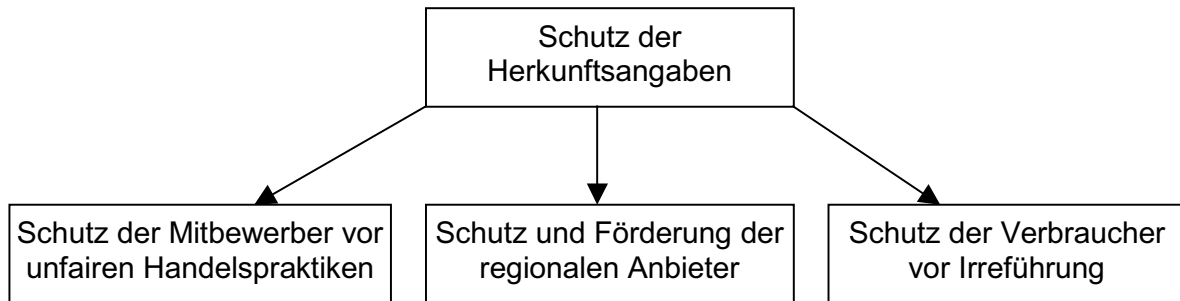 Schutz der
Herkunftsangaben
Schutz der Mitbewerber vor
unfairen Handelspraktiken
Schutz und Förderung der
regionalen Anbieter
Schutz der Verbraucher
vor Irreführung